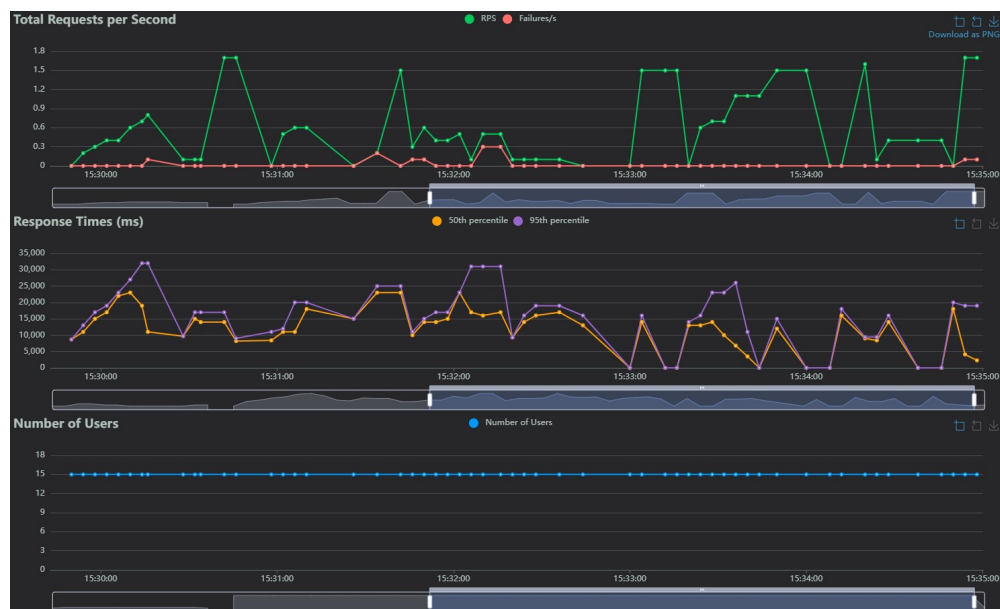 Total Requests per Second
RPS Failures/s
Download as PNG
1.8
1.5
1.2
0.9
0.6
0.3
0
15:30:00 15:31:00 15:32:00 15:33:00 15:34:00 15:35:00
Response Times (ms)
50th percentile 95th percentile
35,000
30,000
25,000
20,000
15,000
10,000
5,000
0
15:30:00 15:31:00 15:32:00 15:33:00 15:34:00 15:35:00
Number of Users
Number of Users
18
15
12
9
6
3
0
15:30:00 15:31:00 15:32:00 15:33:00 15:34:00 15:35:00